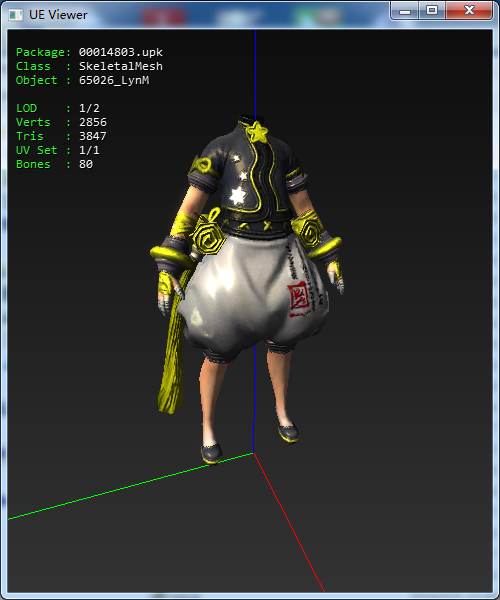 UE Viewer
Package: 00014803.upk
Class : SkeletalMesh
Object : 65026_LynM
LOD : 1/2
Verts : 2856
Tris : 3847
UV Set : 1/1
Bones : 80